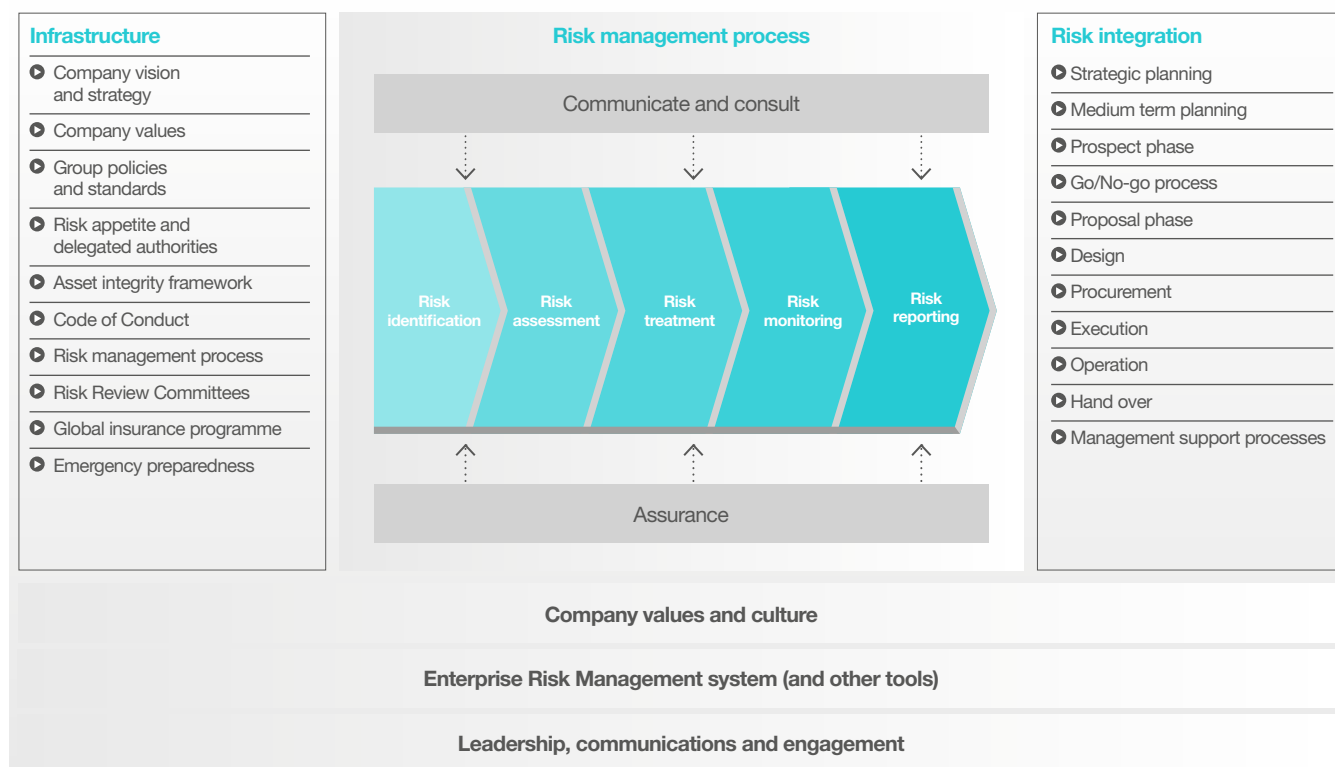 Infrastructure
Company vision
and strategy
Company values
Group policies
and standards
Risk appetite and
delegated authorities
Asset integrity framework
Code of Conduct
Risk management process
Risk Review Committees
Global insurance programme
Emergency preparedness
Risk management process
Communicate and consult
Risk
identification
Risk
assessment
Risk
treatment
Risk
monitoring
Risk
reporting
Assurance
Risk integration
Strategic planning
Medium term planning
Prospect phase
Go/No-go process
Proposal phase
Design
Procurement
Execution
Operation
Hand over
Management support processes
Company values and culture
Enterprise Risk Management system (and other tools)
Leadership, communications and engagement